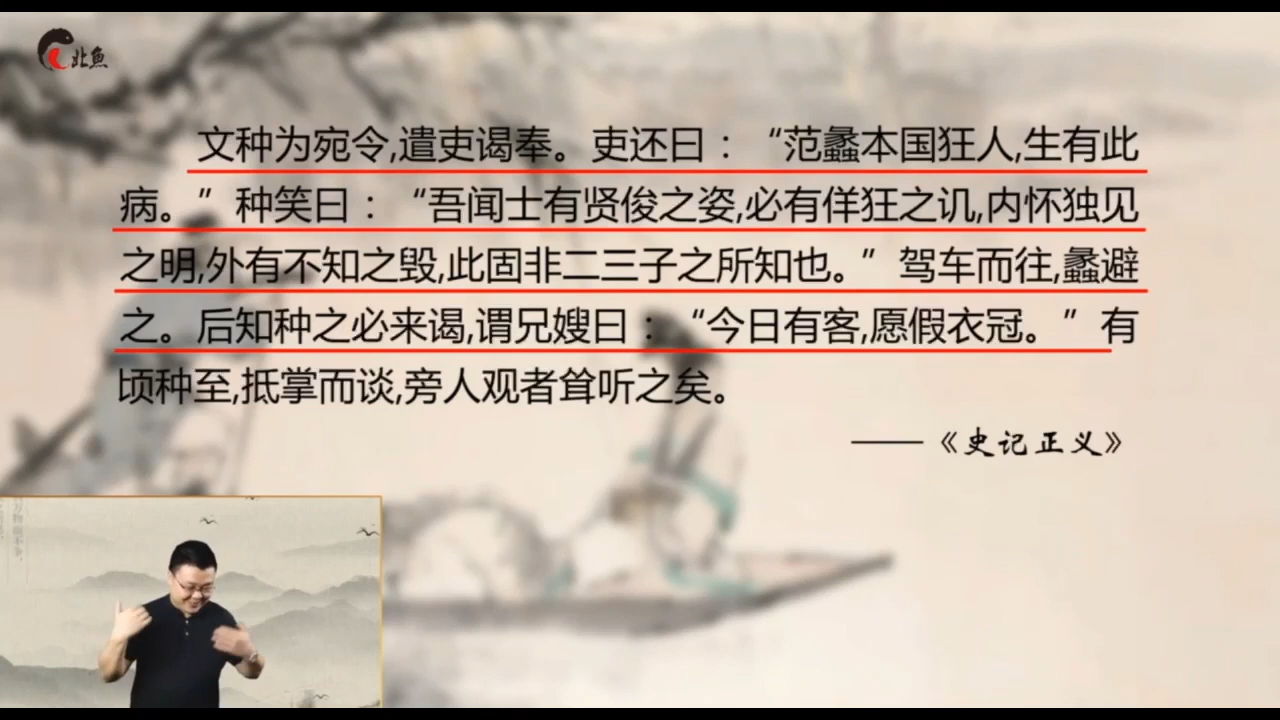 北鱼
文种为宛令,遣吏谒奉。吏还曰：“范蠡本国狂人,生有此
病。”种笑曰：“吾闻士有贤俊之姿,必有佯狂之讥,内怀独见
之明,外有不知之毁,此固非二三子之所知也。”驾车而往,蠡避
之。后知种之必来谒,谓兄嫂曰：“今日有客,愿假衣冠。”有
顷种至,抵掌而谈,旁人观者耸听之矣。
——《史记正义》